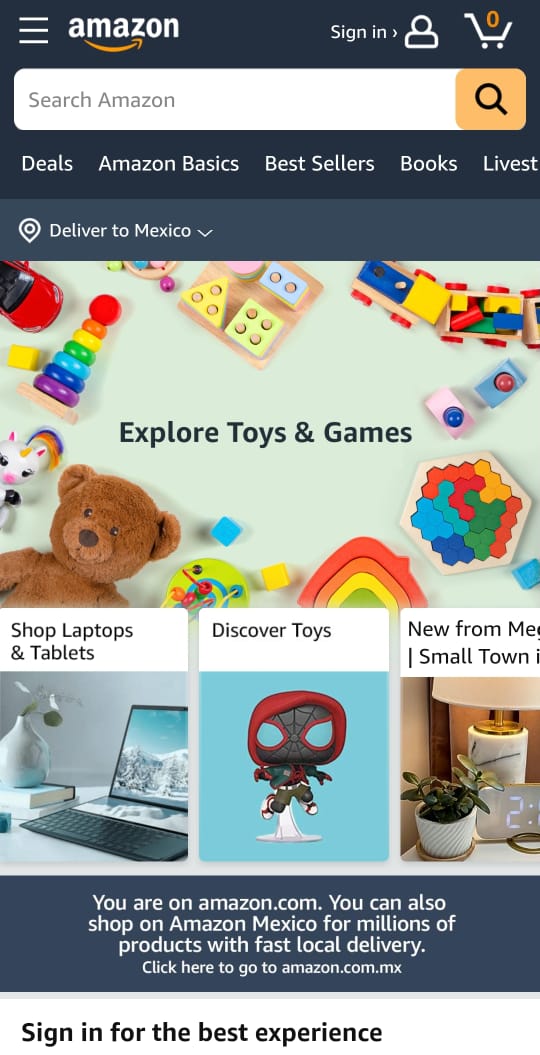 amazon
Sign in ›
0
Search Amazon
Deals Amazon Basics Best Sellers Books Livest
Deliver to Mexico
Explore Toys & Games
Shop Laptops
& Tablets
Discover Toys
New from Me
| Small Town i
You are on amazon.com. You can also
shop on Amazon Mexico for millions of
products with fast local delivery.
Click here to go to amazon.com.mx
Sign in for the best experience